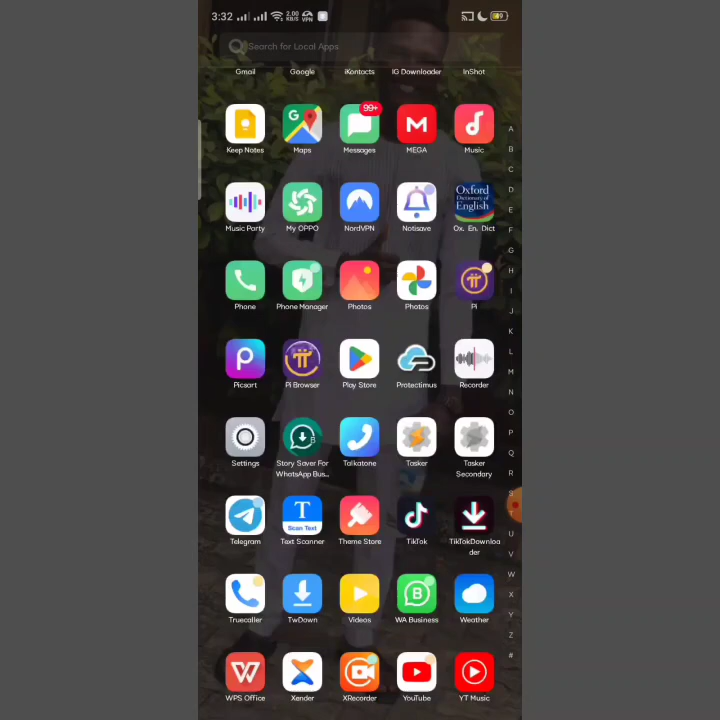 3:32 2.00 KB/S VPN 49
Search for Local Apps
Gmail Google iKontacts IG Downloader InShot
A
G 99+
Keep Notes Maps Messages MEGA Music
B
C
Oxford
Dictionary of
English
D
E
Music Party My OPPO NordVPN Notisave Ox. En. Dict
F
G
H
I
Phone Phone Manager Photos Photos Pi
J
K
L
M
Picsart Pi Browser Play Store Protectimus Recorder
N
O
P
B
Q
Settings Story Saver For WhatsApp Bus... Talkatone Tasker Tasker Secondary
R
S
T
Scan Text
U
Telegram Text Scanner Theme Store TikTok TikTokDownloader
V
W
B
X
Y
Truecaller TwDown Videos WA Business Weather
Z
#
WPS Office Xender XRecorder YouTube YT Music